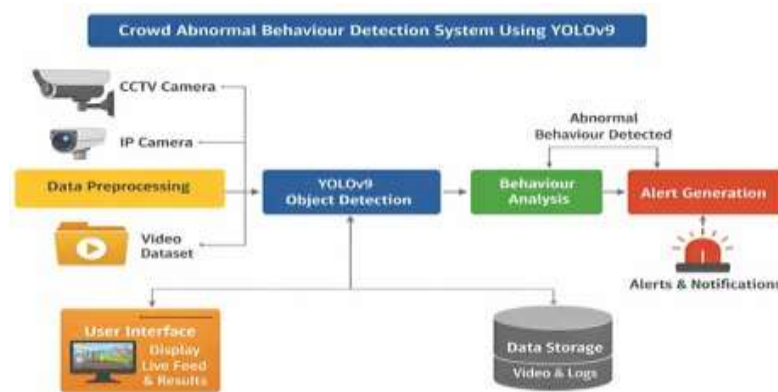 Crowd Abnormal Behaviour Detection System Using YOLOv9
CCTV Camera
IP Camera
Data Preprocessing
Video
Dataset
YOLOv9
Object Detection
Abnormal
Behaviour Detected
Behaviour
Analysis
Alert Generation
Alerts & Notifications
User Interface
Display
Live Feed
& Results
Data Storage
Video & Logs